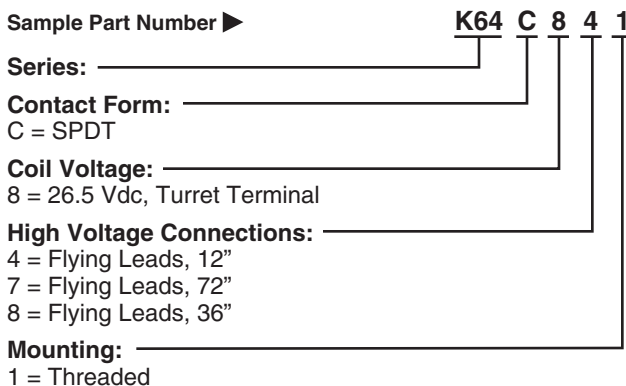 Sample Part Number ▶ K64 C 8 4 1
Series:
Contact Form:
C = SPDT
Coil Voltage:
8 = 26.5 Vdc, Turret Terminal
High Voltage Connections:
4 = Flying Leads, 12”
7 = Flying Leads, 72”
8 = Flying Leads, 36”
Mounting:
1 = Threaded